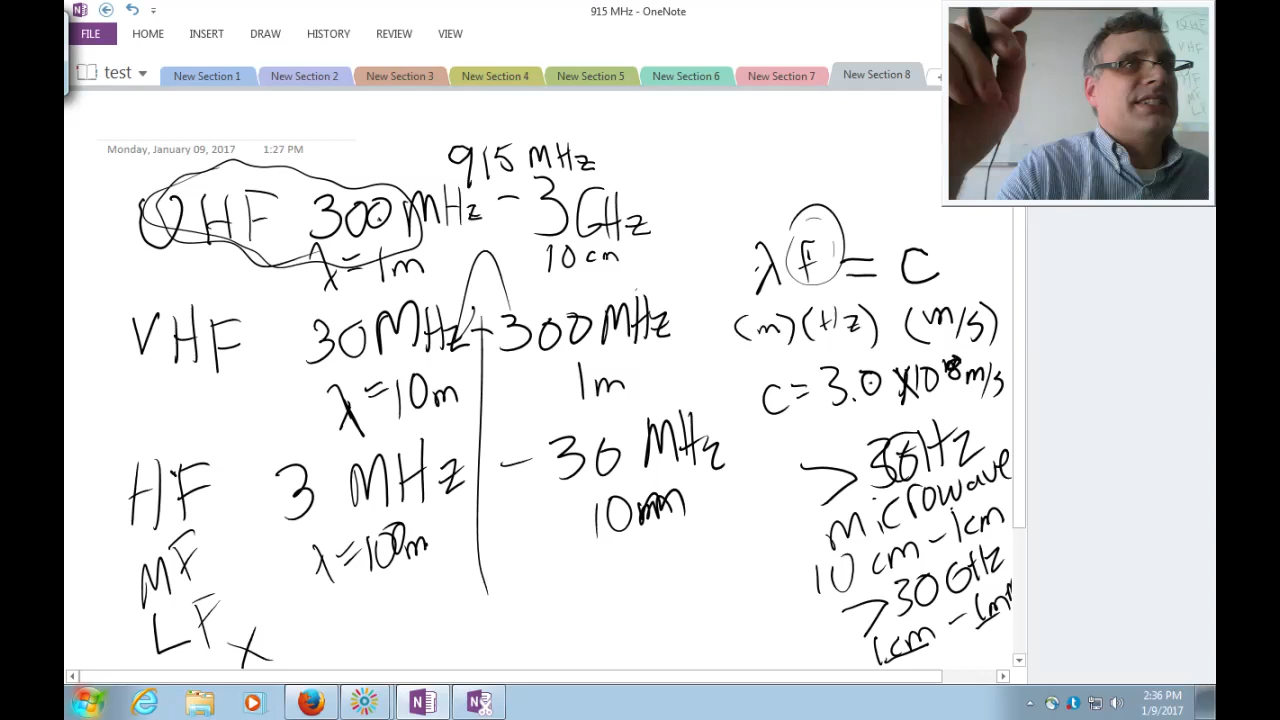 915 MHz - OneNote
FILE HOME INSERT DRAW HISTORY REVIEW VIEW
test New Section 1 New Section 2 New Section 3 New Section 4 New Section 5 New Section 6 New Section 7 New Section 8
Monday, January 09, 2017 1:27 PM
915 MHz
UHF 300 MHz - 3 GHz
λ = 1m 10 cm
VHF 30 MHz - 300 MHz
λ = 10m 1m
HF 3 MHz - 30 MHz
λ = 100m 10m
MF
LF
λ f = c
(m) (Hz) (m/s)
c = 3.0 x10 8 m/s
> 3 GHz
microwave
10 cm - 1 cm
> 30 GHz
1cm - 1mm
2:36 PM
1/9/2017